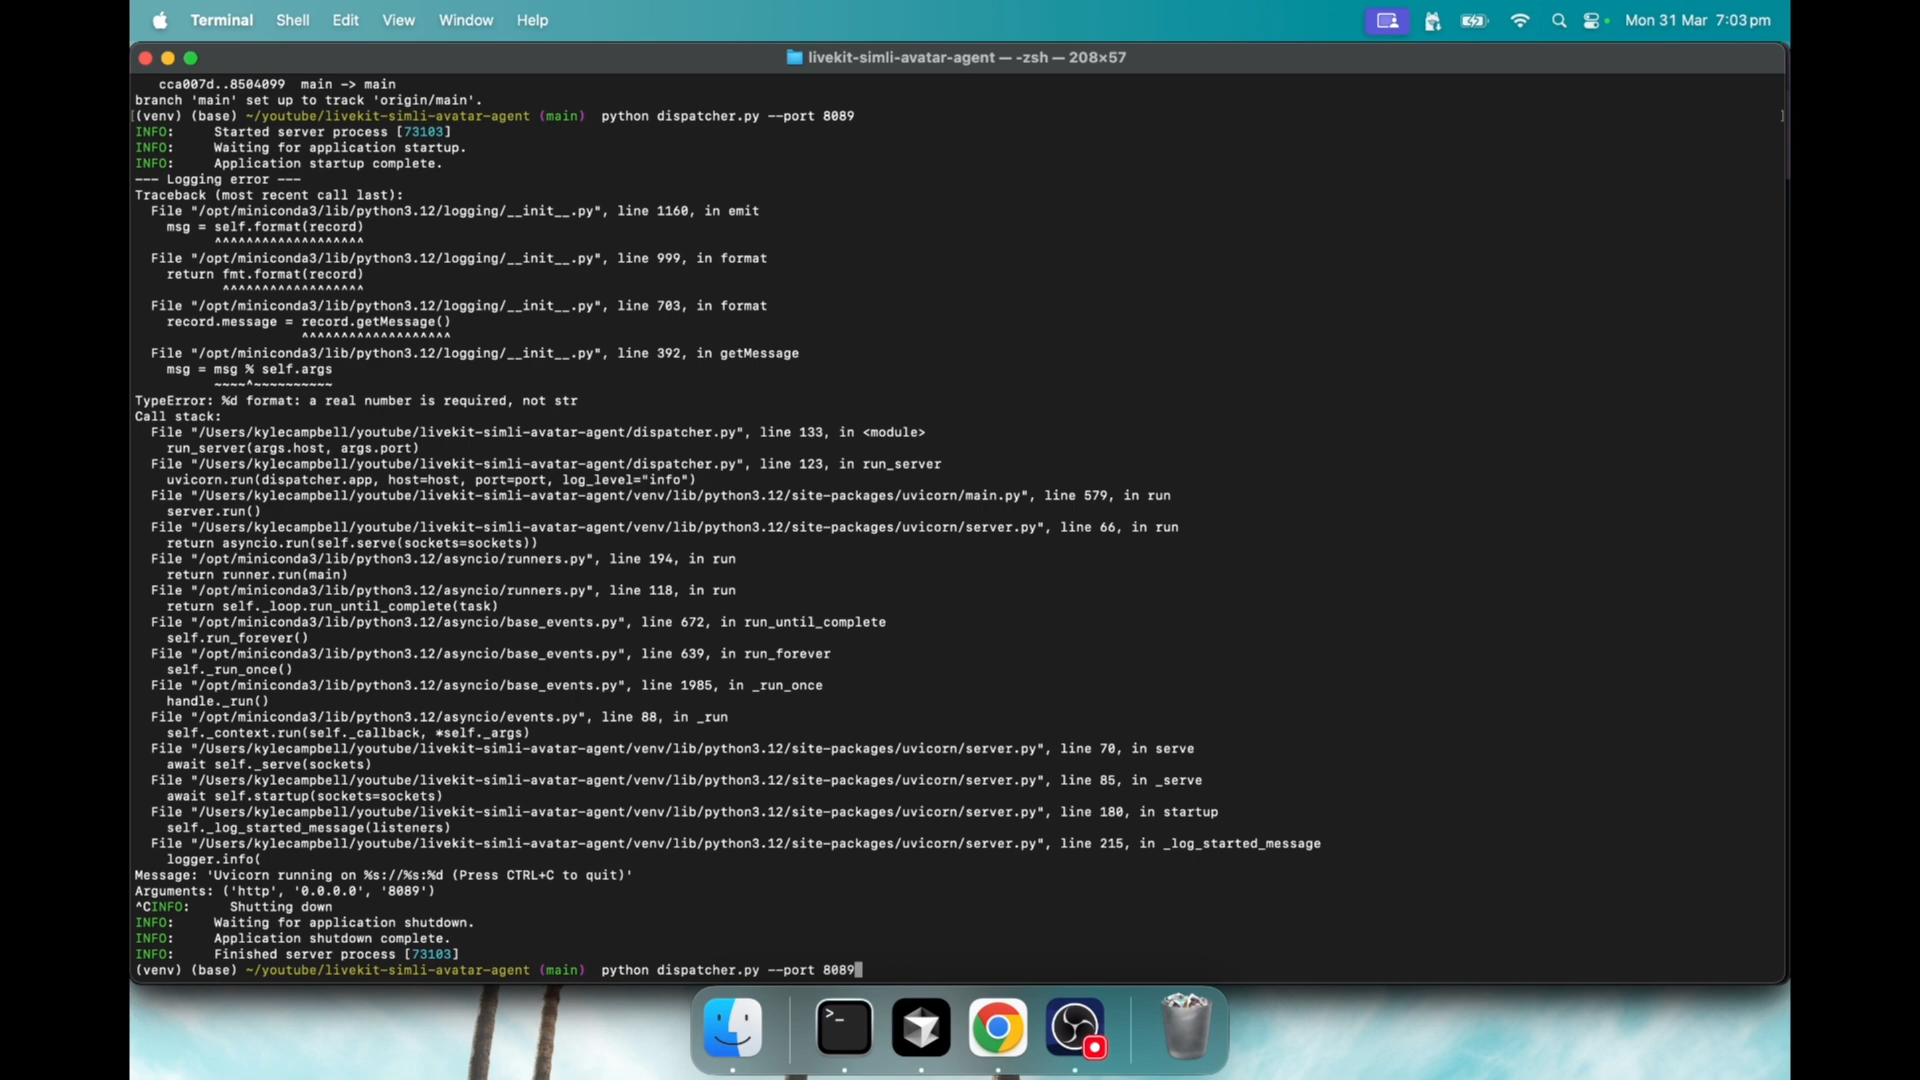 Terminal Shell Edit View Window Help Mon 31 Mar 7:03 pm
livekit-simli-avatar-agent — -zsh — 208×57
cca007d..8504099  main -> main
branch 'main' set up to track 'origin/main'.
[(venv) (base) ~/youtube/livekit-simli-avatar-agent (main)  python dispatcher.py --port 8089 ]
INFO:     Started server process [73103]
INFO:     Waiting for application startup.
INFO:     Application startup complete.
--- Logging error ---
Traceback (most recent call last):
  File "/opt/miniconda3/lib/python3.12/logging/__init__.py", line 1160, in emit
    msg = self.format(record)
          ^^^^^^^^^^^^^^^^^^^
  File "/opt/miniconda3/lib/python3.12/logging/__init__.py", line 999, in format
    return fmt.format(record)
           ^^^^^^^^^^^^^^^^^^
  File "/opt/miniconda3/lib/python3.12/logging/__init__.py", line 703, in format
    record.message = record.getMessage()
                     ^^^^^^^^^^^^^^^^^^^
  File "/opt/miniconda3/lib/python3.12/logging/__init__.py", line 392, in getMessage
    msg = msg % self.args
          ~~~~^~~~~~~~~~~
TypeError: %d format: a real number is required, not str
Call stack:
  File "/Users/kylecampbell/youtube/livekit-simli-avatar-agent/dispatcher.py", line 133, in <module>
    run_server(args.host, args.port)
  File "/Users/kylecampbell/youtube/livekit-simli-avatar-agent/dispatcher.py", line 123, in run_server
    uvicorn.run(dispatcher.app, host=host, port=port, log_level="info")
  File "/Users/kylecampbell/youtube/livekit-simli-avatar-agent/venv/lib/python3.12/site-packages/uvicorn/main.py", line 579, in run
    server.run()
  File "/Users/kylecampbell/youtube/livekit-simli-avatar-agent/venv/lib/python3.12/site-packages/uvicorn/server.py", line 66, in run
    return asyncio.run(self.serve(sockets=sockets))
  File "/opt/miniconda3/lib/python3.12/asyncio/runners.py", line 194, in run
    return runner.run(main)
  File "/opt/miniconda3/lib/python3.12/asyncio/runners.py", line 118, in run
    return self._loop.run_until_complete(task)
  File "/opt/miniconda3/lib/python3.12/asyncio/base_events.py", line 672, in run_until_complete
    self.run_forever()
  File "/opt/miniconda3/lib/python3.12/asyncio/base_events.py", line 639, in run_forever
    self._run_once()
  File "/opt/miniconda3/lib/python3.12/asyncio/base_events.py", line 1985, in _run_once
    handle._run()
  File "/opt/miniconda3/lib/python3.12/asyncio/events.py", line 88, in _run
    self._context.run(self._callback, *self._args)
  File "/Users/kylecampbell/youtube/livekit-simli-avatar-agent/venv/lib/python3.12/site-packages/uvicorn/server.py", line 70, in serve
    await self._serve(sockets)
  File "/Users/kylecampbell/youtube/livekit-simli-avatar-agent/venv/lib/python3.12/site-packages/uvicorn/server.py", line 85, in _serve
    await self.startup(sockets=sockets)
  File "/Users/kylecampbell/youtube/livekit-simli-avatar-agent/venv/lib/python3.12/site-packages/uvicorn/server.py", line 180, in startup
    self._log_started_message(listeners)
  File "/Users/kylecampbell/youtube/livekit-simli-avatar-agent/venv/lib/python3.12/site-packages/uvicorn/server.py", line 215, in _log_started_message
    logger.info(
Message: 'Uvicorn running on %s://%s:%d (Press CTRL+C to quit)'
Arguments: ('http', '0.0.0.0', '8089')
^CINFO:     Shutting down
INFO:     Waiting for application shutdown.
INFO:     Application shutdown complete.
INFO:     Finished server process [73103]
(venv) (base) ~/youtube/livekit-simli-avatar-agent (main)  python dispatcher.py --port 8089
>_